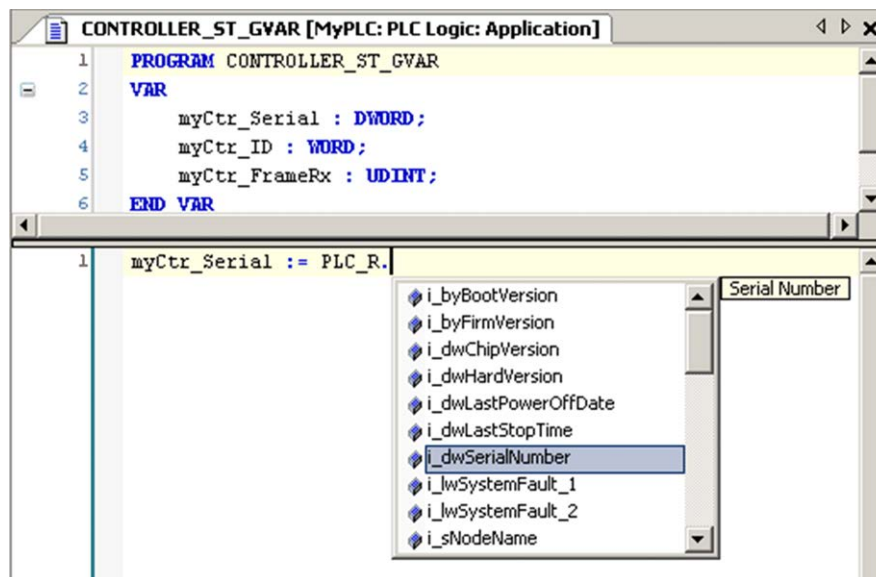 CONTROLLER_ST_GVAR [MyPLC: PLC Logic: Application]
1 PROGRAM CONTROLLER_ST_GVAR
2 VAR
3 myCtr_Serial : DWORD;
4 myCtr_ID : WORD;
5 myCtr_FrameRx : UDINT;
6 END_VAR
1 myCtr_Serial := PLC_R.
i_byBootVersion
i_byFirmVersion
i_dwChipVersion
i_dwHardVersion
i_dwLastPowerOffDate
i_dwLastStopTime
i_dwSerialNumber
Serial Number
i_lwSystemFault_1
i_lwSystemFault_2
i_sNodeName